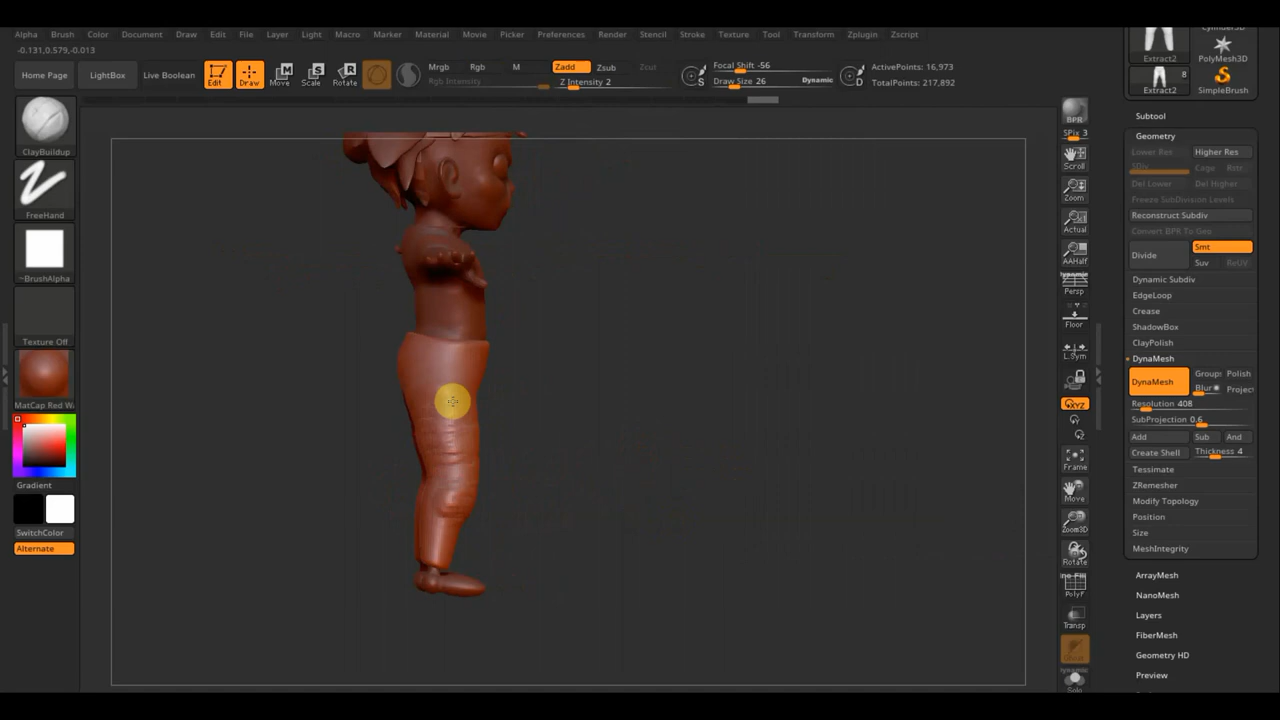 Alpha Brush Color Document Draw Edit File Layer Light Macro Marker Material Movie Picker Preferences Render Stencil Stroke Texture Tool Transform Zplugin Zscript
-0.131,0.579,-0.013
Home Page
LightBox
Live Boolean
Edit
Draw
Move
Scale
Rotate
Mrgb Rgb M
Rgb Intensity
Zadd Zsub Zcut
Z Intensity 2
Focal Shift -56
Draw Size 26
Dynamic
S
D
ActivePoints: 16,973
TotalPoints: 217,892
ClayBuildup
FreeHand
~BrushAlpha
Texture Off
MatCap Red Wa
Gradient
SwitchColor
Alternate
BPR
SPix 3
Scroll
Zoom
Actual
AAHalf
Dynamic
Persp
Floor
L.Sym
XYZ
Y
Z
Frame
Move
Zoom3D
Rotate
PolyF
Transp
Dynamic
Solo
Extract2
PolyMesh3D
8
Extract2
SimpleBrush
Subtool
Geometry
Lower Res Higher Res
SDiv
Cage Rstr
Del Lower Del Higher
Freeze SubDivision Levels
Reconstruct Subdiv
Convert BPR To Geo
Divide
Smt
Suv ReUV
Dynamic Subdiv
EdgeLoop
Crease
ShadowBox
ClayPolish
DynaMesh
DynaMesh
Groups Polish
Blur Project
Resolution 408
SubProjection 0.6
Add Sub And
Create Shell Thickness 4
Tessimate
ZRemesher
Modify Topology
Position
Size
MeshIntegrity
ArrayMesh
NanoMesh
Layers
FiberMesh
Geometry HD
Preview